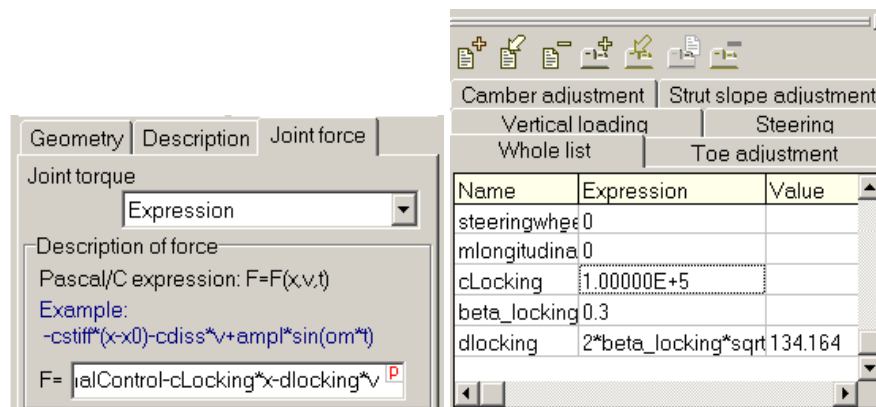 Geometry Description Joint force
Joint torque
Expression
Description of force
Pascal/C expression: F=F(x,v,t)
Example:
-cstiff*(x-x0)-cdiss*v+ampl*sin(om*t)
F= ualControl-cLocking*x-dlocking*v P
Camber adjustment Strut slope adjustment
Vertical loading Steering
Whole list Toe adjustment
Name Expression Value
steeringwhee 0
mlongitudina 0
cLocking 1.00000E+5
beta_locking 0.3
dlocking 2*beta_locking*sqrt 134.164